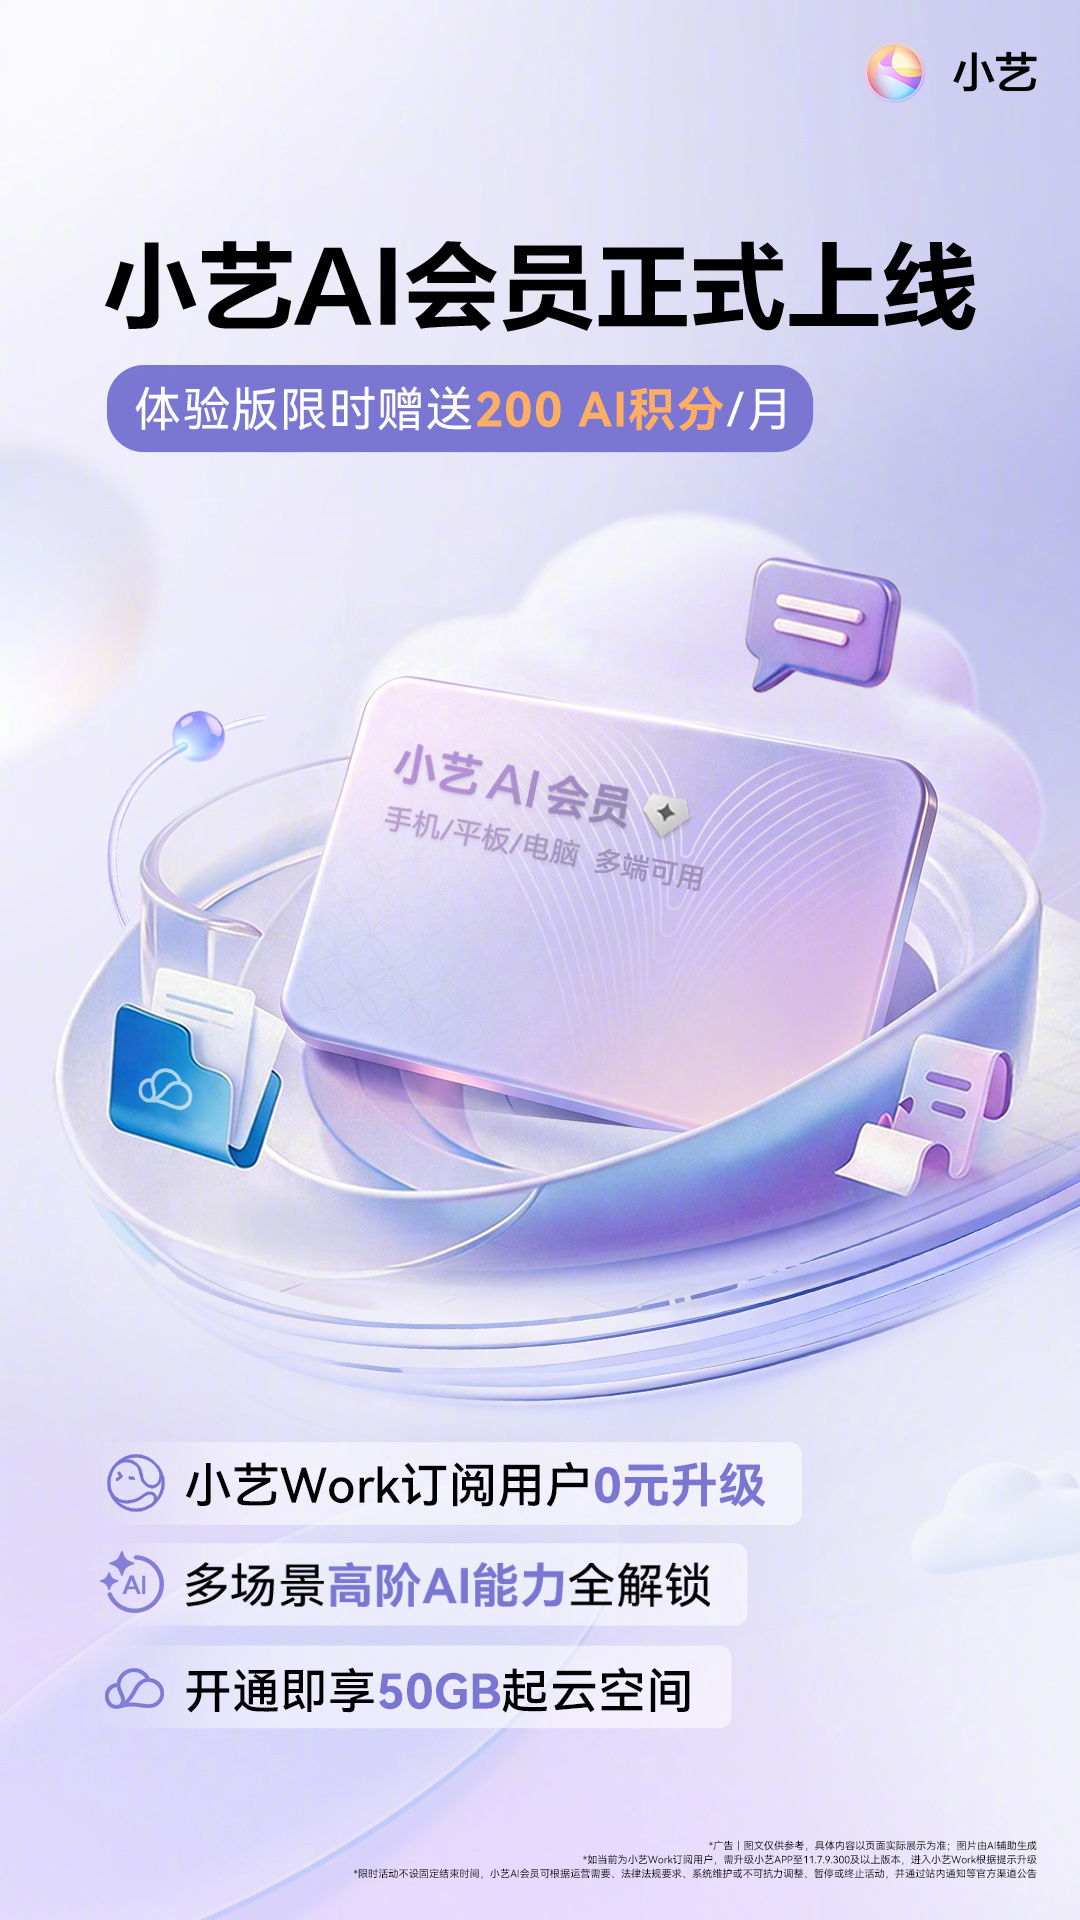 小艺
小艺AI会员正式上线
体验版限时赠送200 AI积分/月
小艺AI会员
手机/平板/电脑 多端可用
小艺Work订阅用户0元升级
AI
多场景高阶AI能力全解锁
开通即享50GB起云空间
*广告丨图文仅供参考，具体内容以页面实际展示为准；图片由AI辅助生成
*如当前为小艺Work订阅用户，需升级小艺APP至11.7.9.300及以上版本，进入小艺Work根据提示升级
*限时活动不设固定结束时间，小艺AI会员可根据运营需要、法律法规要求、系统维护或不可抗力调整、暂停或终止活动，并通过站内通知等官方渠道公告